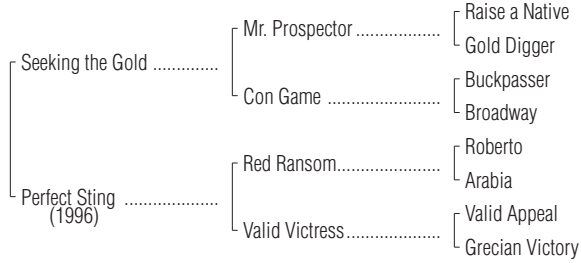 Raise a Native
Mr. Prospector ..................
Gold Digger
Seeking the Gold ...............
Buckpasser
Con Game ........................
Broadway
Roberto
Red Ransom......................
Arabia
Perfect Sting .....................
(1996)
Valid Appeal
Valid Victress....................
Grecian Victory